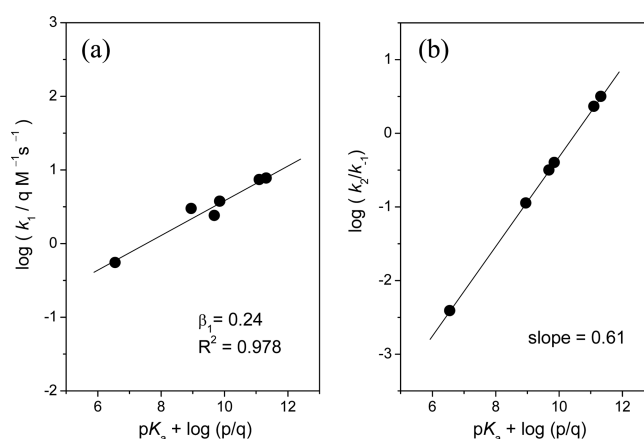 (a)
3
2
1
0
-1
-2
log ( k₁ / q M⁻¹s⁻¹)
6
8
10
12
pKₐ + log (p/q)
β₁= 0.24
R² = 0.978
(b)
1
0
-1
-2
-3
log (k₂/k₋₁)
6
8
10
12
pKₐ + log (p/q)
slope = 0.61